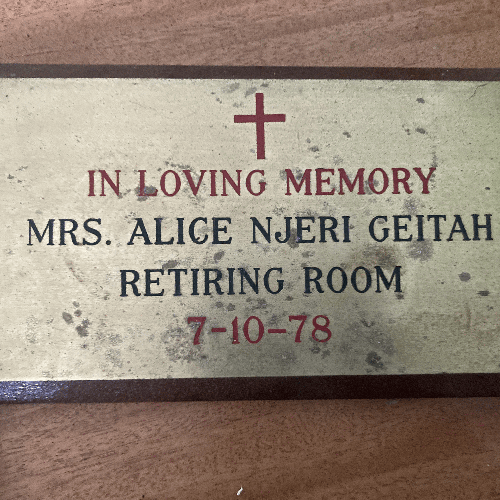 IN LOVING MEMORY
MRS. ALICE NJERI GEITAH
RETIRING ROOM
7-10-78